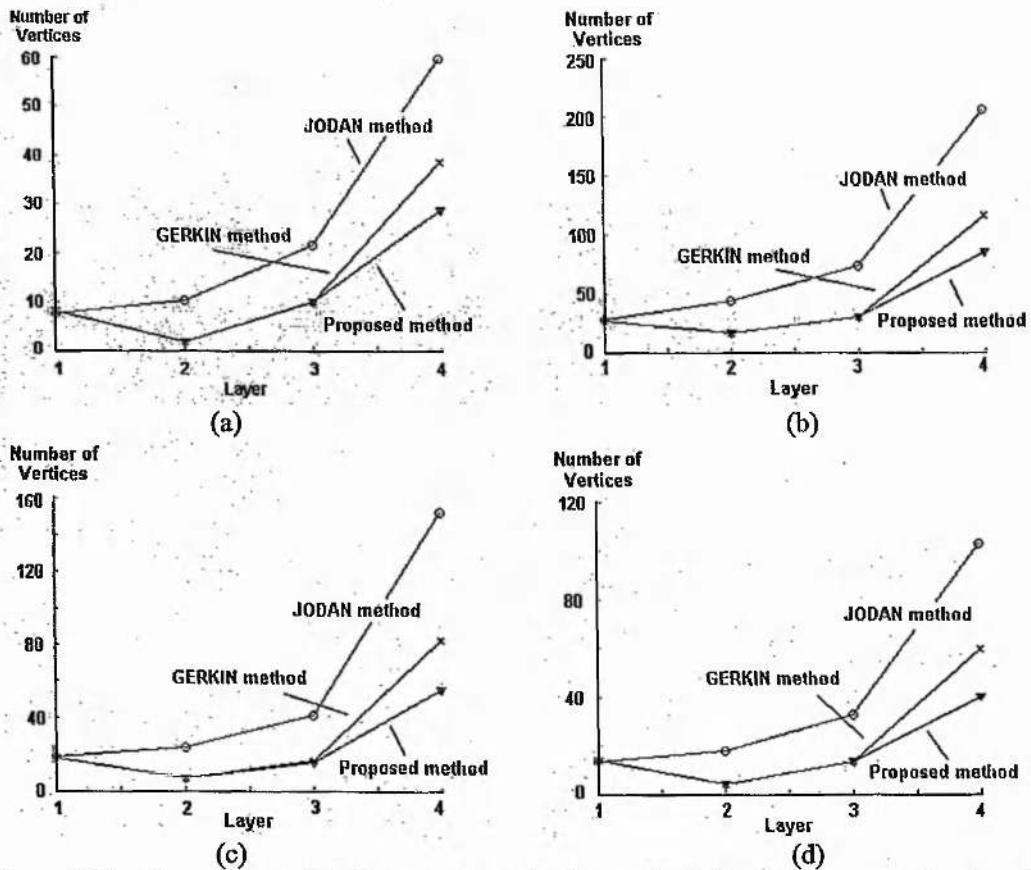 Number of
Vertices
60
50
40
30
20
10
0
JODAN method
GERKIN method
Proposed method
1 2 3 4
Layer
(a)
Number of
Vertices
250
200
150
100
50
0
JODAN method
GERKIN method
Proposed method
1 2 3 4
Layer
(b)
Number of
Vertices
160
120
80
40
0
JODAN method
GERKIN method
Proposed method
1 2 3 4
Layer
(c)
Number of
Vertices
120
80
40
0
JODAN method
GERKIN method
Proposed method
1 2 3 4
Layer
(d)